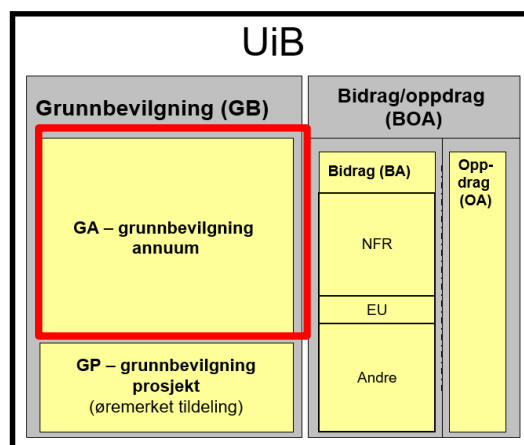 UiB
Grunnbevilgning (GB)
GA – grunnbevilgning
annuum
GP – grunnbevilgning
prosjekt
(øremerket tildeling)
Bidrag/oppdrag
(BOA)
Bidrag (BA)
NFR
EU
Andre
Opp-
drag
(OA)